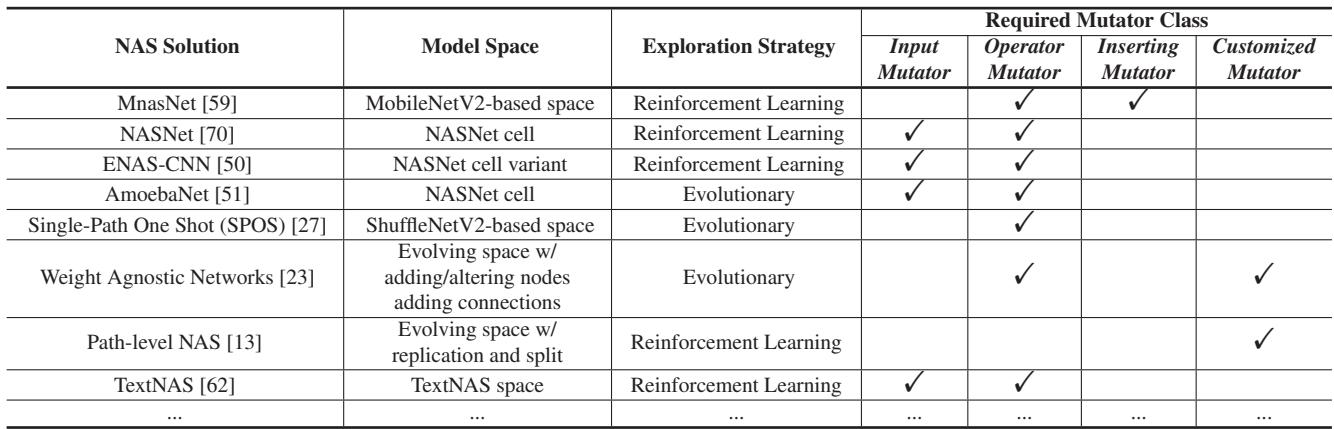 NAS Solution Model Space Exploration Strategy Required Mutator Class
Input Mutator Operator Mutator Inserting Mutator Customized Mutator
MnasNet [59] MobileNetV2-based space Reinforcement Learning ✓ ✓
NASNet [70] NASNet cell Reinforcement Learning ✓ ✓
ENAS-CNN [50] NASNet cell variant Reinforcement Learning ✓ ✓
AmoebaNet [51] NASNet cell Evolutionary ✓ ✓
Single-Path One Shot (SPOS) [27] ShuffleNetV2-based space Evolutionary ✓
Weight Agnostic Networks [23] Evolving space w/ adding/altering nodes adding connections Evolutionary ✓ ✓
Path-level NAS [13] Evolving space w/ replication and split Reinforcement Learning ✓
TextNAS [62] TextNAS space Reinforcement Learning ✓ ✓
... ... ... ... ... ... ...